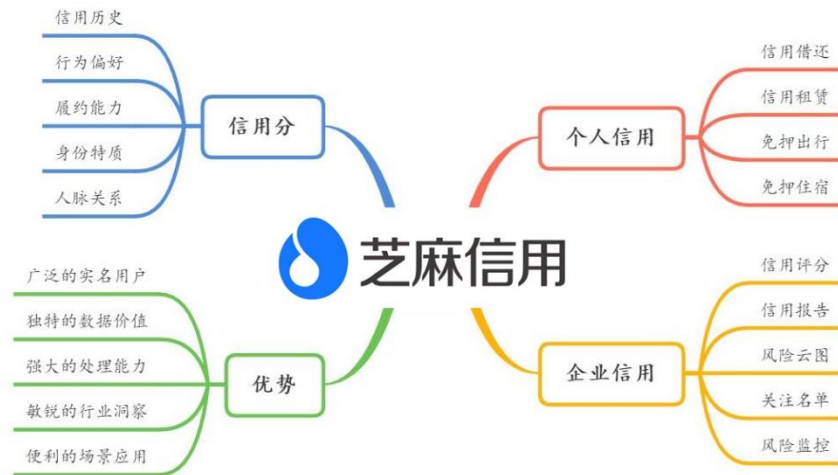 信用历史
行为偏好
履约能力
身份特质
人脉关系
信用分
广泛的实名用户
独特的数据价值
强大的处理能力
敏锐的行业洞察
便利的场景应用
优势
芝麻信用
个人信用
信用借还
信用租赁
免押出行
免押住宿
企业信用
信用评分
信用报告
风险云图
关注名单
风险监控